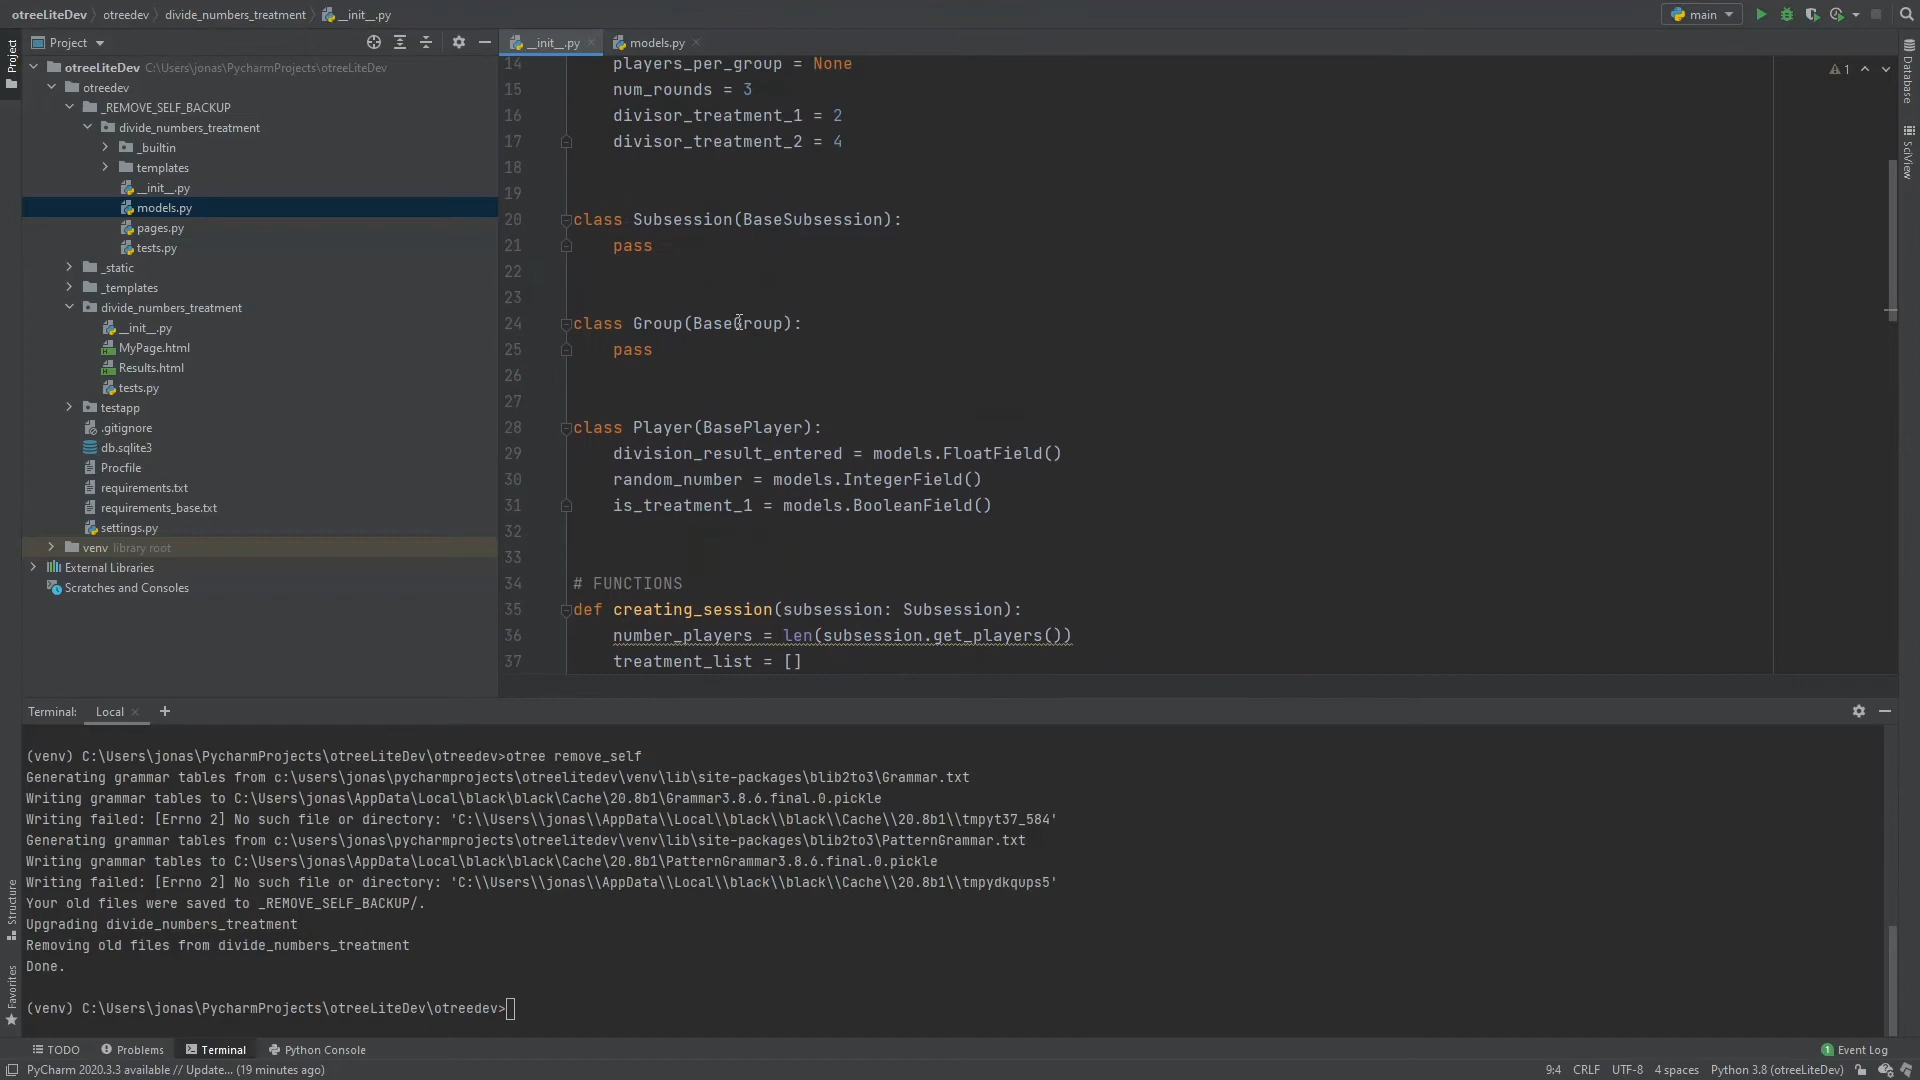 otreeLiteDev
otreedev
divide_numbers_treatment
__init__.py
main
Project
Project
otreeLiteDev C:\Users\jonas\PycharmProjects\otreeLiteDev
otreedev
_REMOVE_SELF_BACKUP
divide_numbers_treatment
_builtin
templates
__init__.py
models.py
pages.py
tests.py
_static
_templates
divide_numbers_treatment
__init__.py
MyPage.html
Results.html
tests.py
testapp
.gitignore
db.sqlite3
Procfile
requirements.txt
requirements_base.txt
settings.py
venv library root
External Libraries
Scratches and Consoles
Structure
Favorites
__init__.py
models.py
1
Database
SciView
14 players_per_group = None
15 num_rounds = 3
16 divisor_treatment_1 = 2
17 divisor_treatment_2 = 4
18
19
20 class Subsession(BaseSubsession):
21 pass
22
23
24 class Group(BaseGroup):
25 pass
26
27
28 class Player(BasePlayer):
29 division_result_entered = models.FloatField()
30 random_number = models.IntegerField()
31 is_treatment_1 = models.BooleanField()
32
33
34 # FUNCTIONS
35 def creating_session(subsession: Subsession):
36 number_players = len(subsession.get_players())
37 treatment_list = []
Terminal: Local
(venv) C:\Users\jonas\PycharmProjects\otreeLiteDev\otreedev>otree remove_self
Generating grammar tables from c:\users\jonas\pycharmprojects\otreelitedev\venv\lib\site-packages\blib2to3\Grammar.txt
Writing grammar tables to C:\Users\jonas\AppData\Local\black\black\Cache\20.8b1\Grammar3.8.6.final.0.pickle
Writing failed: [Errno 2] No such file or directory: 'C:\\Users\\jonas\\AppData\\Local\\black\\black\\Cache\\20.8b1\\tmpyt37_584'
Generating grammar tables from c:\users\jonas\pycharmprojects\otreelitedev\venv\lib\site-packages\blib2to3\PatternGrammar.txt
Writing grammar tables to C:\Users\jonas\AppData\Local\black\black\Cache\20.8b1\PatternGrammar3.8.6.final.0.pickle
Writing failed: [Errno 2] No such file or directory: 'C:\\Users\\jonas\\AppData\\Local\\black\\black\\Cache\\20.8b1\\tmpydkqups5'
Your old files were saved to _REMOVE_SELF_BACKUP/.
Upgrading divide_numbers_treatment
Removing old files from divide_numbers_treatment
Done.
(venv) C:\Users\jonas\PycharmProjects\otreeLiteDev\otreedev>
TODO
Problems
Terminal
Python Console
1 Event Log
PyCharm 2020.3.3 available // Update... (19 minutes ago)
9:4 CRLF UTF-8 4 spaces Python 3.8 (otreeLiteDev)